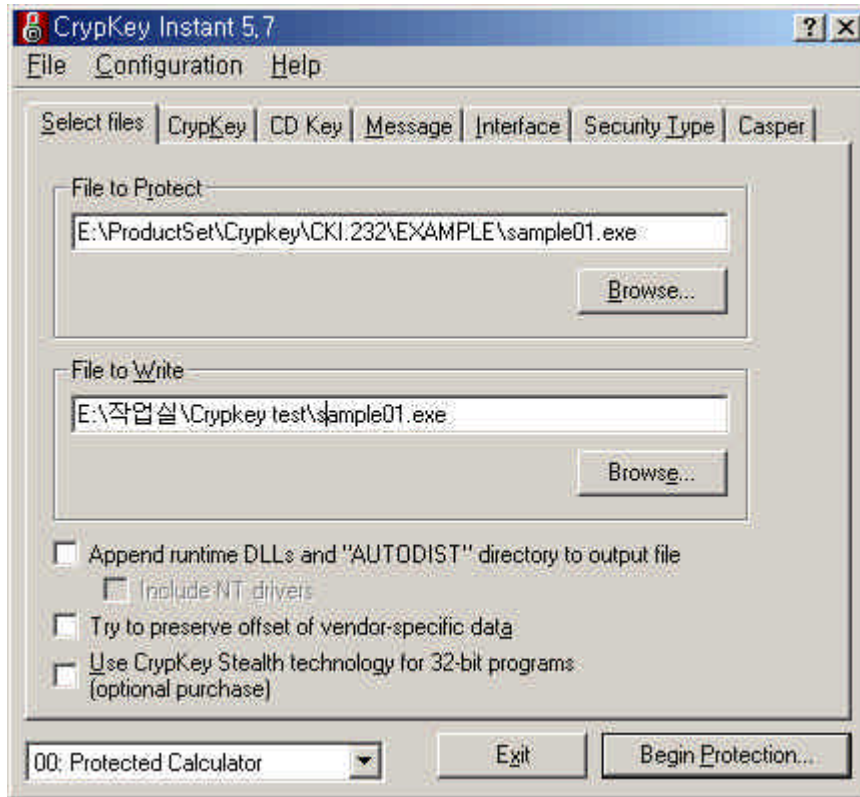 CrypKey Instant 5,7
File Configuration Help
Select files CrypKey CD Key Message Interface Security Type Casper
File to Protect
E:\ProductSet\Crypkey\CKI.232\EXAMPLE\sample01.exe
Browse...
File to Write
E:\작업실\Crypkey test\sample01.exe
Browse...
Append runtime DLLs and "AUTODIST" directory to output file
Include NT drivers
Try to preserve offset of vendor-specific data
Use CrypKey Stealth technology for 32-bit programs
(optional purchase)
00: Protected Calculator Exit Begin Protection...